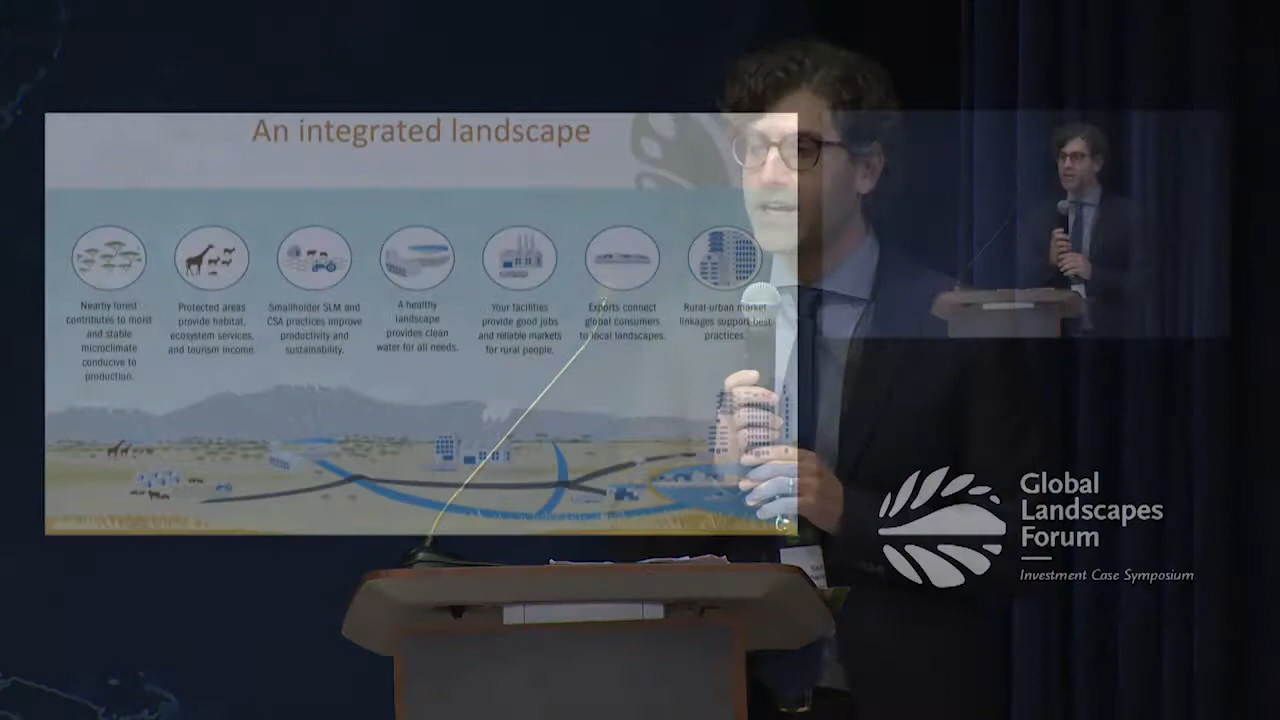 An integrated landscape
Nearby forest
contributes to moist
and stable
microclimate
conducive to
production.
Protected areas
provide habitat,
ecosystem services,
and tourism income.
Smallholder SLM and
CSA practices improve
productivity and
sustainability.
A healthy
landscape
provides clean
water for all needs.
Your facilities
provide good jobs
and reliable markets
for rural people.
Exports connect
global consumers
to local landscapes.
Rural-urban market
linkages support best
practices.
Global
Landscapes
Forum
Investment Case Symposium